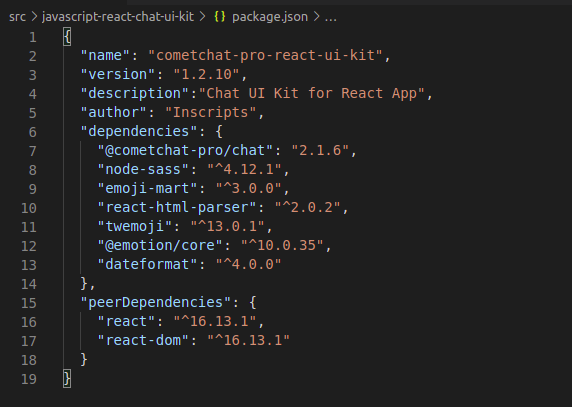 src > javascript-react-chat-ui-kit > {} package.json > ...
1 {
2 "name": "cometchat-pro-react-ui-kit",
3 "version": "1.2.10",
4 "description":"Chat UI Kit for React App",
5 "author": "Inscripts",
6 "dependencies": {
7 "@cometchat-pro/chat": "2.1.6",
8 "node-sass": "^4.12.1",
9 "emoji-mart": "^3.0.0",
10 "react-html-parser": "^2.0.2",
11 "twemoji": "^13.0.1",
12 "@emotion/core": "^10.0.35",
13 "dateformat": "^4.0.0"
14 },
15 "peerDependencies": {
16 "react": "^16.13.1",
17 "react-dom": "^16.13.1"
18 }
19 }